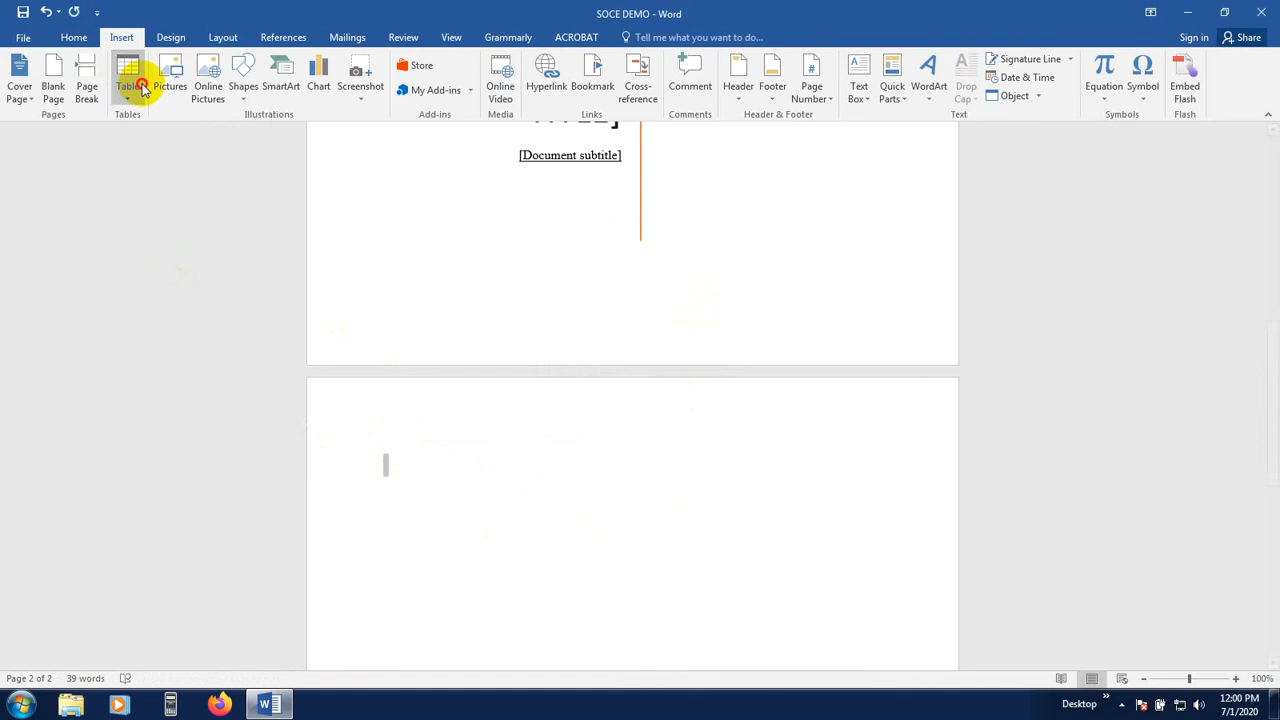 SOCE DEMO - Word
File Home Insert Design Layout References Mailings Review View Grammarly ACROBAT Tell me what you want to do... Sign in Share
Cover Page Blank Page Page Break Table Pictures Online Pictures Shapes SmartArt Chart Screenshot Store My Add-ins Online Video Hyperlink Bookmark Cross-reference Comment Header Footer Page Number Text Box Quick Parts WordArt Drop Cap Signature Line Date & Time Object Equation Symbol Embed Flash
Pages Tables Illustrations Add-ins Media Links Comments Header & Footer Text Symbols Flash
[Document subtitle]
Page 2 of 2 39 words 100%
Desktop 12:00 PM
7/1/2020